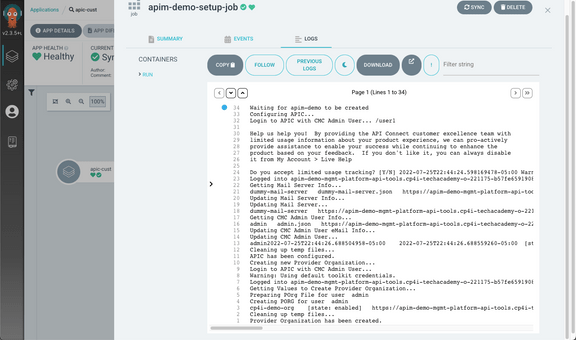 Applications / Q apic-cust
v2.3.5+
APP DETAILS
APP HEALTH
Healthy
CURRENT
Author:
Comment:
100%
apic-cust
apim-demo-setup-job
job
SYNC
DELETE
SUMMARY
EVENTS
LOGS
CONTAINERS
RUN
COPY
FOLLOW
PREVIOUS LOGS
DOWNLOAD
Filter string
Page 1 (Lines 1 to 34)
34 Waiting for apim-demo to be created
33 Configuring APIC...
32 Login to APIC with CMC Admin User... /user1
31
30 Help us help you! By providing the API Connect customer excellence team with
29 limited usage information about your product experience, we can pro-actively
28 provide assistance to enable your success while continuing to enhance the
27 product based on your feedback. If you don't like it, you can always disable
26 it from My Account > Live Help
25
24 Do you accept limited usage tracking? [Y/N] 2022-07-25T22:44:26.598169478-05:00 Warn
23 Logged into apim-demo-mgmt-platform-api-tools.cp4i-techacademy-o-221175-b57fe6591908
22 Getting Mail Server Info...
21 dummy-mail-server dummy-mail-server.json https://apim-demo-mgmt-platform-api-too
20 Updating Mail Server Info...
19 Updating Mail Server...
18 dummy-mail-server https://apim-demo-mgmt-platform-api-tools.cp4i-techacademy-o-221
17 Getting CMC Admin User Info...
16 admin admin.json https://apim-demo-mgmt-platform-api-tools.cp4i-techacademy-o-221
15 Updating CMC Admin User eMail Info...
14 Updating CMC Admin User...
13 admin2022-07-25T22:44:26.688504958-05:00 2022-07-25T22:44:26.688559260-05:00 [st
12 Cleaning up temp files...
11 APIC has been configured.
10 Creating new Provider Organization...
9 Login to APIC with CMC Admin User...
8 Warning: Using default toolkit credentials.
7 Logged into apim-demo-mgmt-platform-api-tools.cp4i-techacademy-o-221175-b57fe6591908
6 Getting Values to Create Provider Organization...
5 Preparing POrg File for user admin
4 Creating PORG for user admin
3 cp4i-demo-org [state: enabled] https://apim-demo-mgmt-platform-api-tools.cp4i-t
2 Cleaning up temp files...
1 Provider Organization has been created.